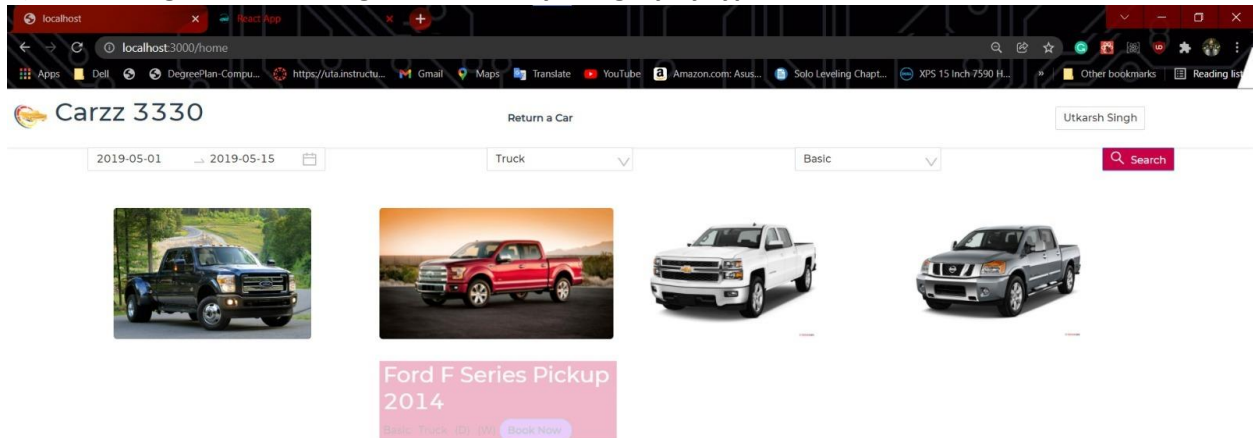 localhost
React App
localhost:3000/home
Apps Dell DegreePlan-Compu... https://uta.instructu... Gmail Maps Translate YouTube Amazon.com: Asus... Solo Leveling Chapt... XPS 15 Inch 7590 H... » Other bookmarks Reading list
Carzz 3330 Return a Car Utkarsh Singh
2019-05-01 → 2019-05-15 Truck Basic Search
Ford F Series Pickup
2014
Basic Truck (D): (W) Book Now